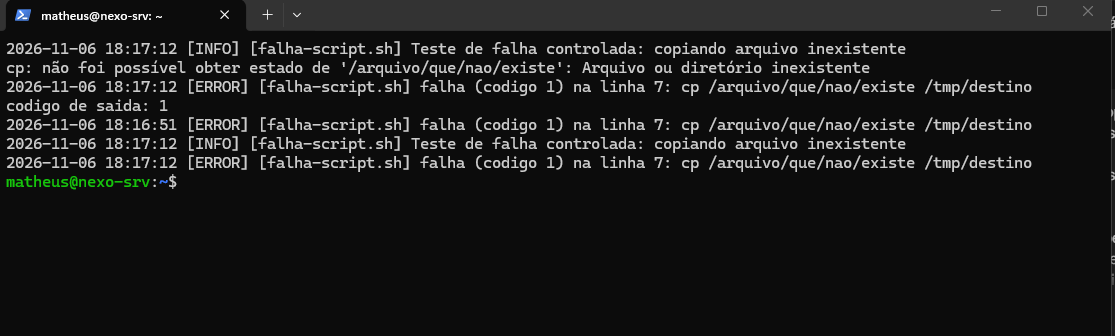 matheus@nexo-srv: ~
2026-11-06 18:17:12 [INFO] [falha-script.sh] Teste de falha controlada: copiando arquivo inexistente
cp: não foi possível obter estado de '/arquivo/que/nao/existe': Arquivo ou diretório inexistente
2026-11-06 18:17:12 [ERROR] [falha-script.sh] falha (codigo 1) na linha 7: cp /arquivo/que/nao/existe /tmp/destino
codigo de saida: 1
2026-11-06 18:16:51 [ERROR] [falha-script.sh] falha (codigo 1) na linha 7: cp /arquivo/que/nao/existe /tmp/destino
2026-11-06 18:17:12 [INFO] [falha-script.sh] Teste de falha controlada: copiando arquivo inexistente
2026-11-06 18:17:12 [ERROR] [falha-script.sh] falha (codigo 1) na linha 7: cp /arquivo/que/nao/existe /tmp/destino
matheus@nexo-srv:~$